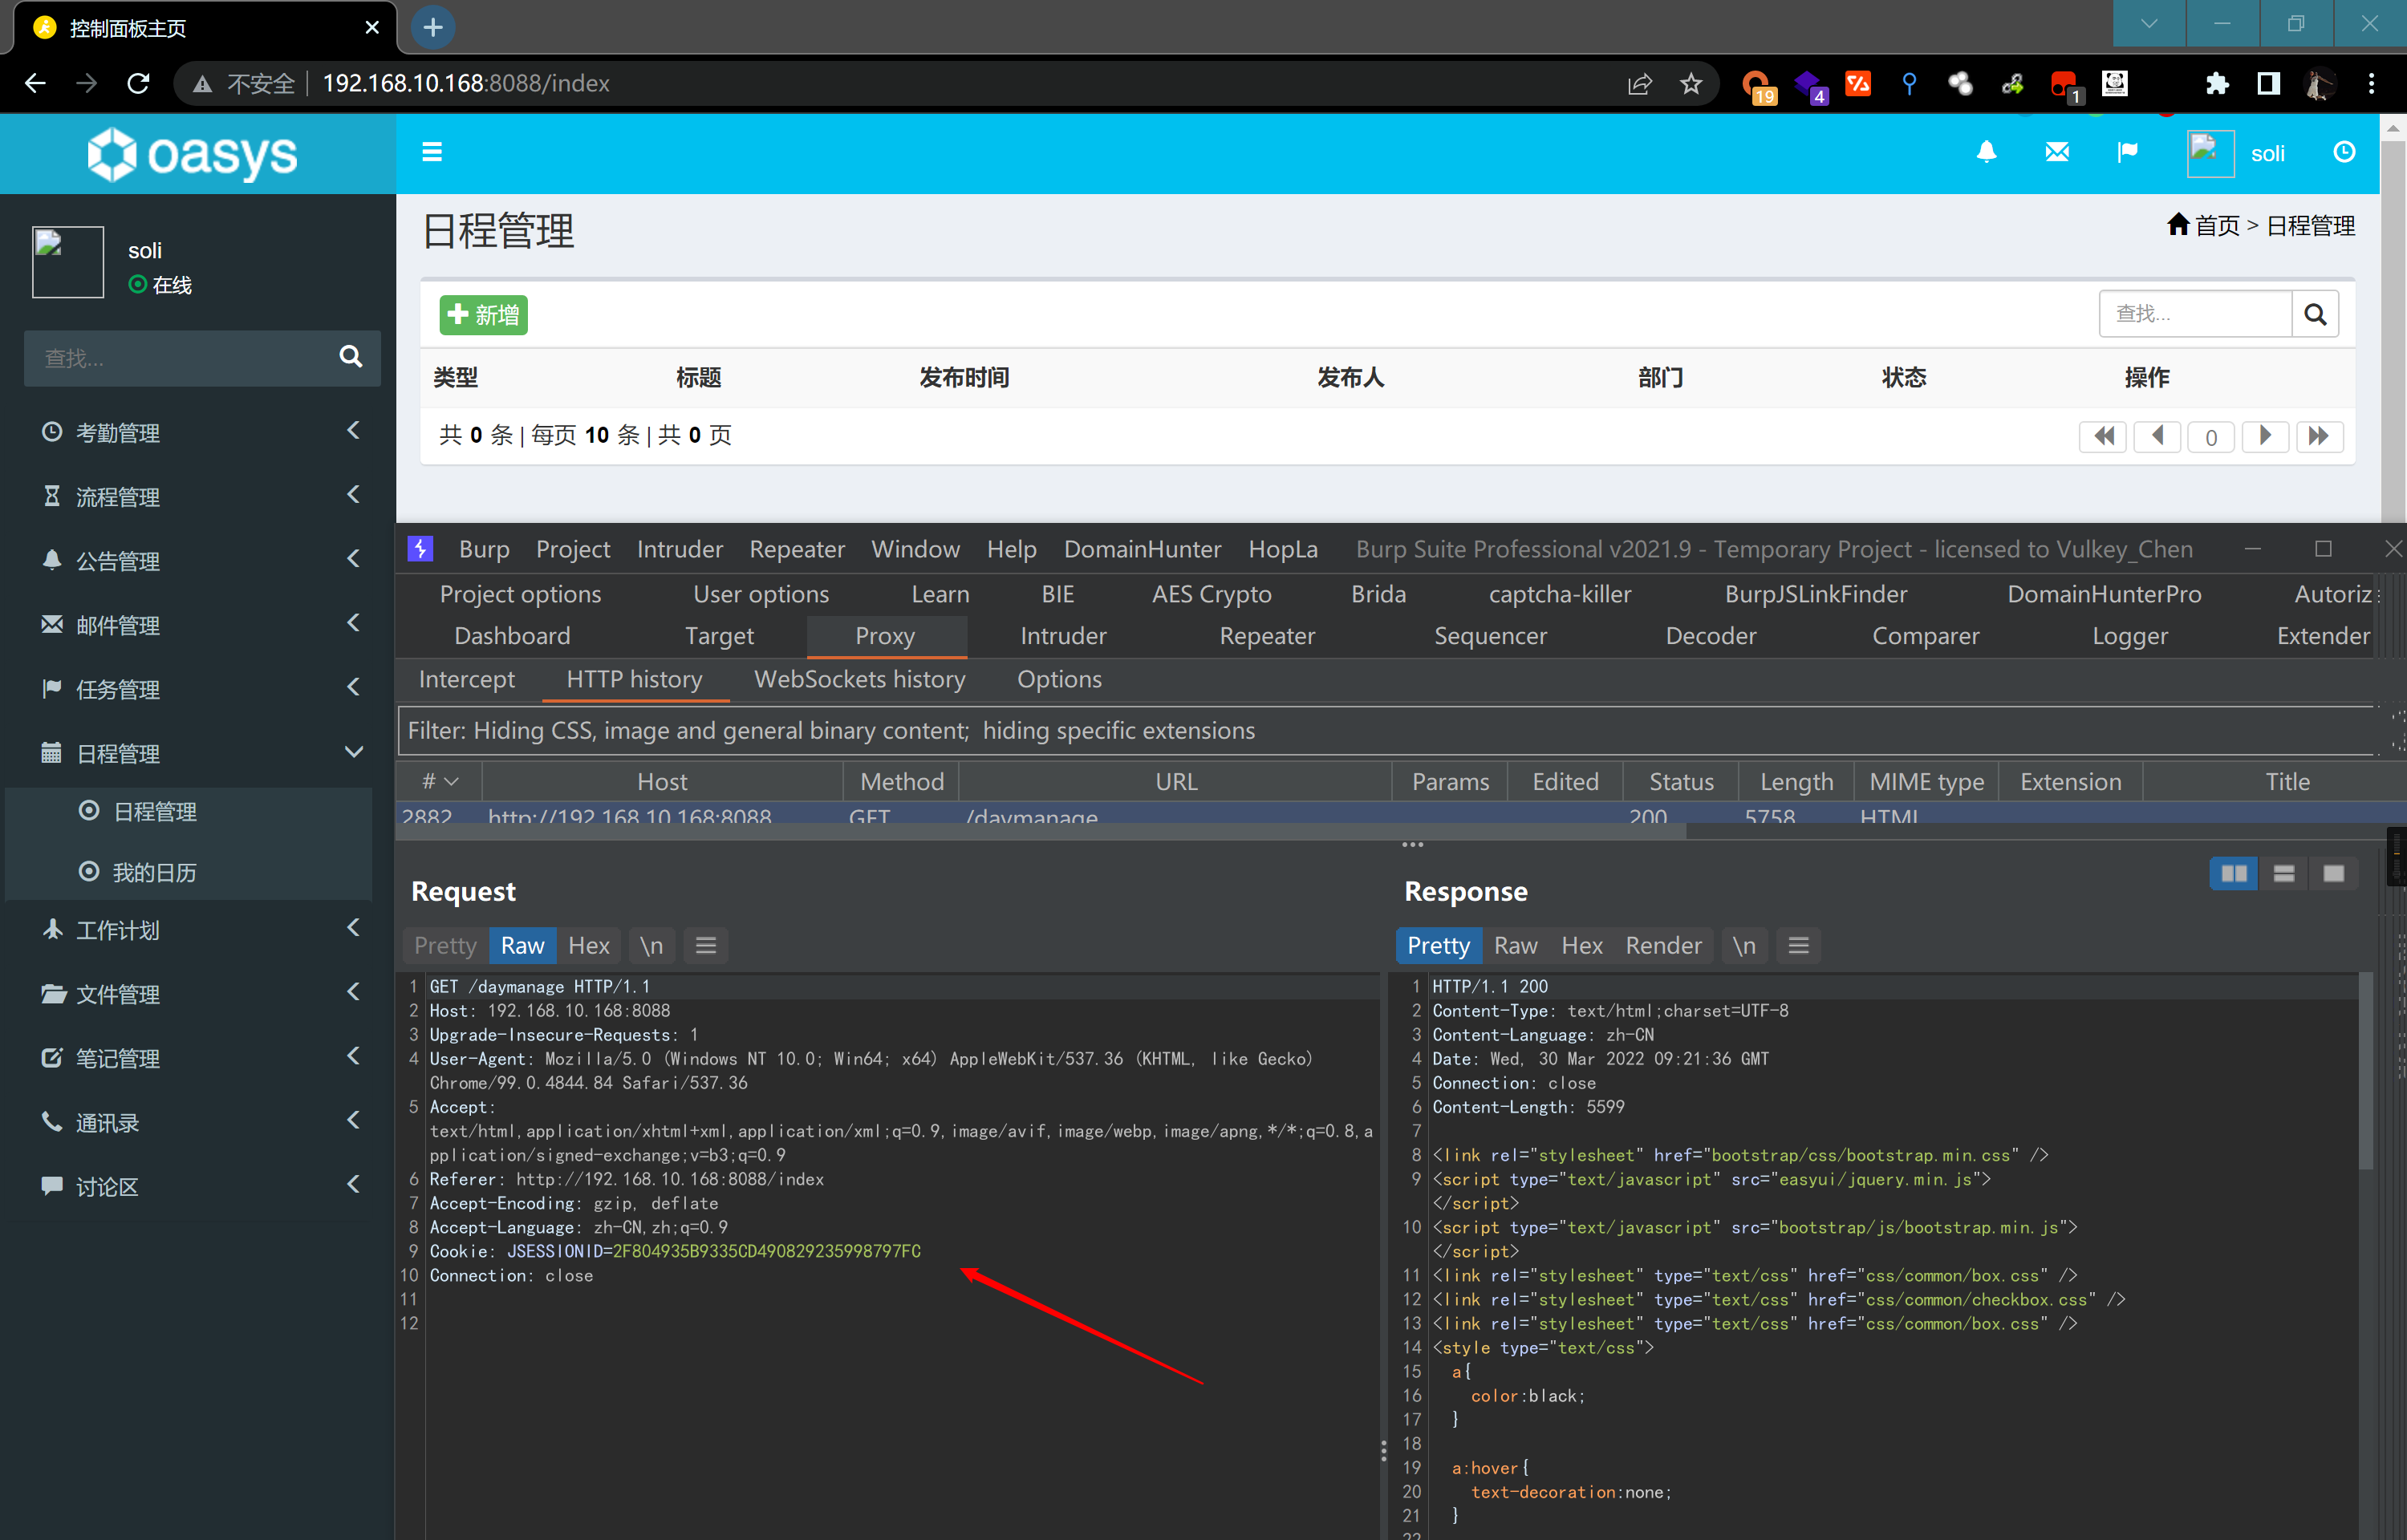 控制面板主页
不安全 | 192.168.10.168:8088/index
19
4
1
oasys
soli
soli
在线
查找...
考勤管理
流程管理
公告管理
邮件管理
任务管理
日程管理
日程管理
我的日历
工作计划
文件管理
笔记管理
通讯录
讨论区
日程管理
首页 > 日程管理
新增
查找...
类型 标题 发布时间 发布人 部门 状态 操作
共 0 条 | 每页 10 条 | 共 0 页
0
Burp Project Intruder Repeater Window Help DomainHunter HopLa Burp Suite Professional v2021.9 - Temporary Project - licensed to Vulkey_Chen
Project options User options Learn BIE AES Crypto Brida captcha-killer BurpJSLinkFinder DomainHunterPro Autoriz
Dashboard Target Proxy Intruder Repeater Sequencer Decoder Comparer Logger Extender
Intercept HTTP history WebSockets history Options
Filter: Hiding CSS, image and general binary content; hiding specific extensions
# Host Method URL Params Edited Status Length MIME type Extension Title
2882 http://192.168.10.168:8088 GET /daymanage 200 5758 HTML
Request
Pretty Raw Hex \n
1 GET /daymanage HTTP/1.1
2 Host: 192.168.10.168:8088
3 Upgrade-Insecure-Requests: 1
4 User-Agent: Mozilla/5.0 (Windows NT 10.0; Win64; x64) AppleWebKit/537.36 (KHTML, like Gecko)
Chrome/99.0.4844.84 Safari/537.36
5 Accept:
text/html,application/xhtml+xml,application/xml;q=0.9,image/avif,image/webp,image/apng,*/*;q=0.8,a
pplication/signed-exchange;v=b3;q=0.9
6 Referer: http://192.168.10.168:8088/index
7 Accept-Encoding: gzip, deflate
8 Accept-Language: zh-CN,zh;q=0.9
9 Cookie: JSESSIONID=2F804935B9335CD490829235998797FC
10 Connection: close
11
12
Response
Pretty Raw Hex Render \n
1 HTTP/1.1 200
2 Content-Type: text/html;charset=UTF-8
3 Content-Language: zh-CN
4 Date: Wed, 30 Mar 2022 09:21:36 GMT
5 Connection: close
6 Content-Length: 5599
7
8 <link rel="stylesheet" href="bootstrap/css/bootstrap.min.css" />
9 <script type="text/javascript" src="easyui/jquery.min.js">
</script>
10 <script type="text/javascript" src="bootstrap/js/bootstrap.min.js">
</script>
11 <link rel="stylesheet" type="text/css" href="css/common/box.css" />
12 <link rel="stylesheet" type="text/css" href="css/common/checkbox.css" />
13 <link rel="stylesheet" type="text/css" href="css/common/box.css" />
14 <style type="text/css">
15 a{
16 color:black;
17 }
18
19 a:hover{
20 text-decoration:none;
21 }
22